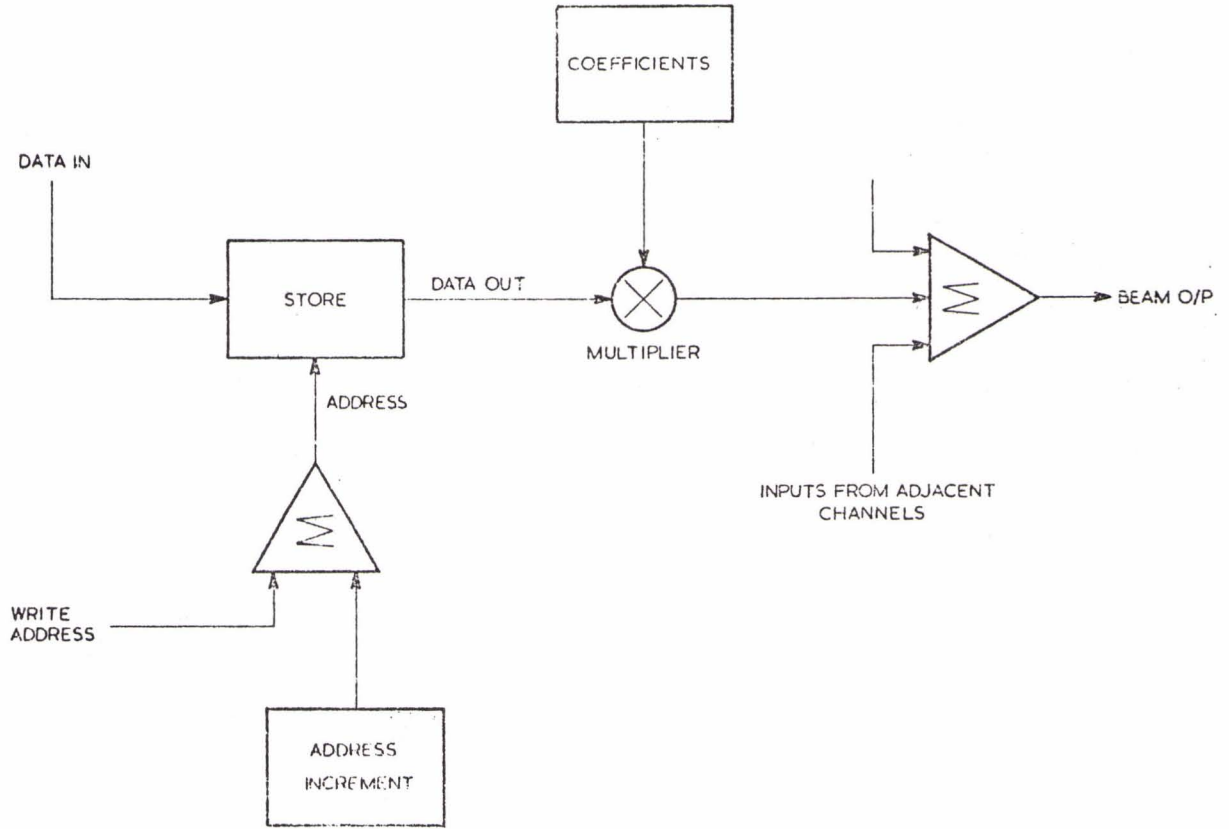 COEFFICIENTS
DATA IN
STORE
DATA OUT
MULTIPLIER
Σ
BEAM O/P
ADDRESS
INPUTS FROM ADJACENT
CHANNELS
Σ
WRITE
ADDRESS
ADDRESS
INCREMENT